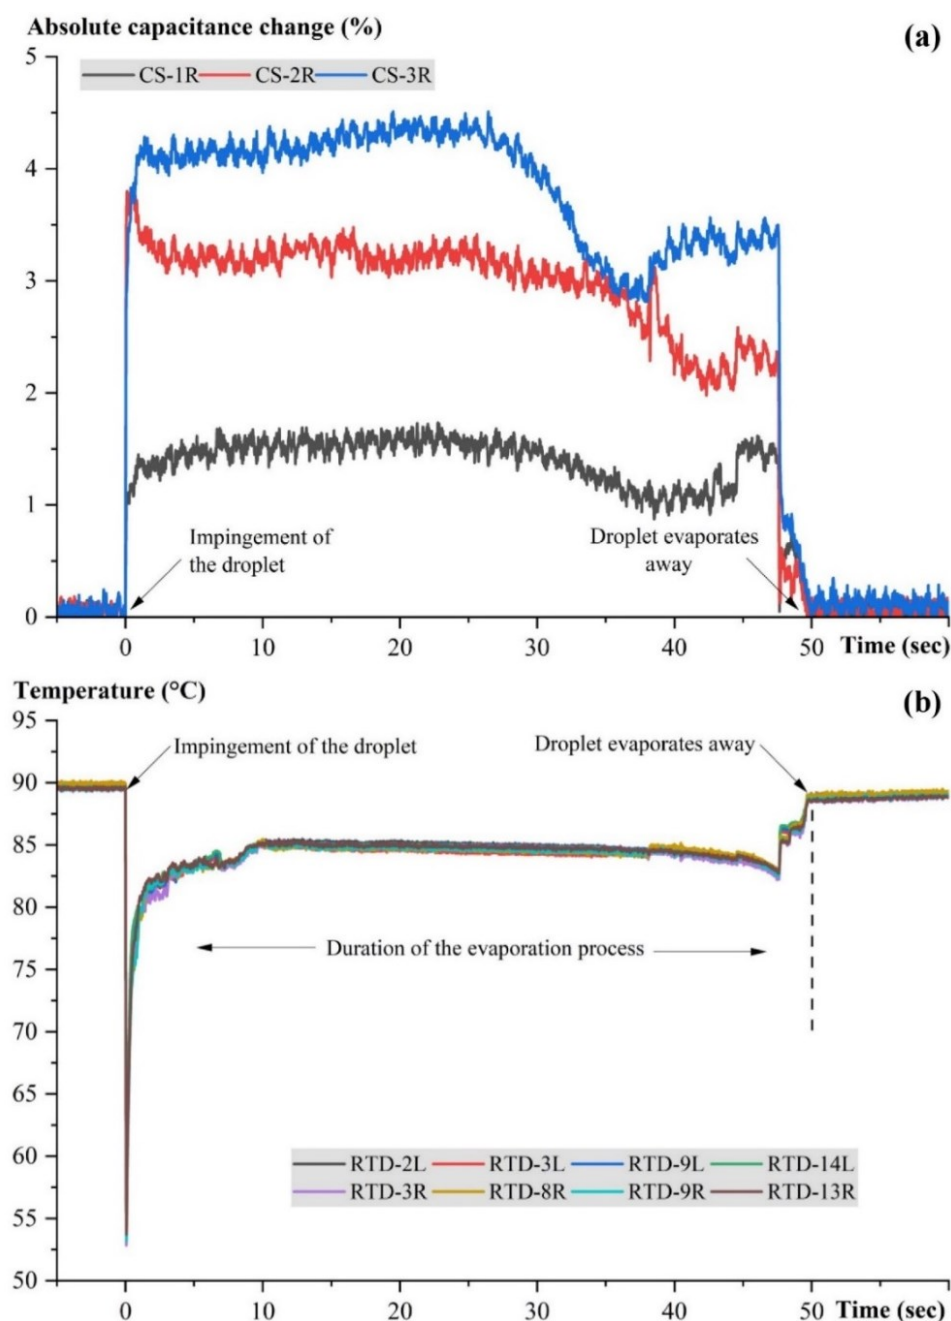 Absolute capacitance change (%)
(a)
5
CS-1R CS-2R CS-3R
4
3
2
1
Impingement of
the droplet
Droplet evaporates
away
0
0 10 20 30 40 50 Time (sec)
Temperature (°C)
(b)
95
Impingement of the droplet
Droplet evaporates away
90
85
80
Duration of the evaporation process
75
70
65
60
RTD-2L RTD-3L RTD-9L RTD-14L
RTD-3R RTD-8R RTD-9R RTD-13R
55
50
0 10 20 30 40 50 Time (sec)